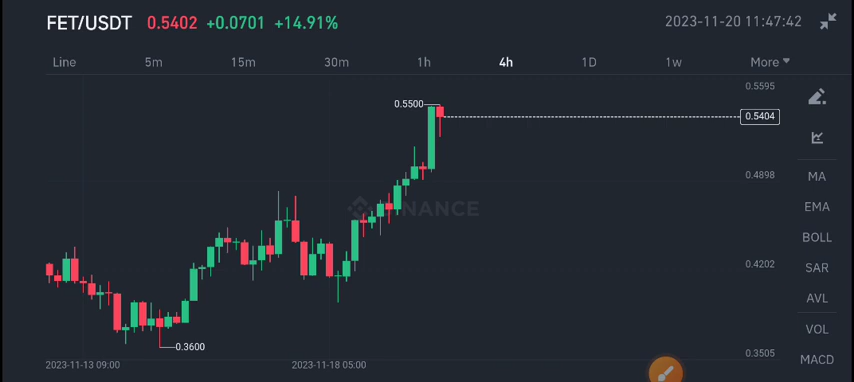 FET/USDT 0.5402 +0.0701 +14.91% 2023-11-20 11:47:42
Line 5m 15m 30m 1h 4h 1D 1w More
0.5595
0.5500
0.5404
MA
0.4898
EMA
BINANCE
BOLL
0.4202
SAR
AVL
VOL
0.3600
0.3505
MACD
2023-11-13 09:00 2023-11-18 05:00